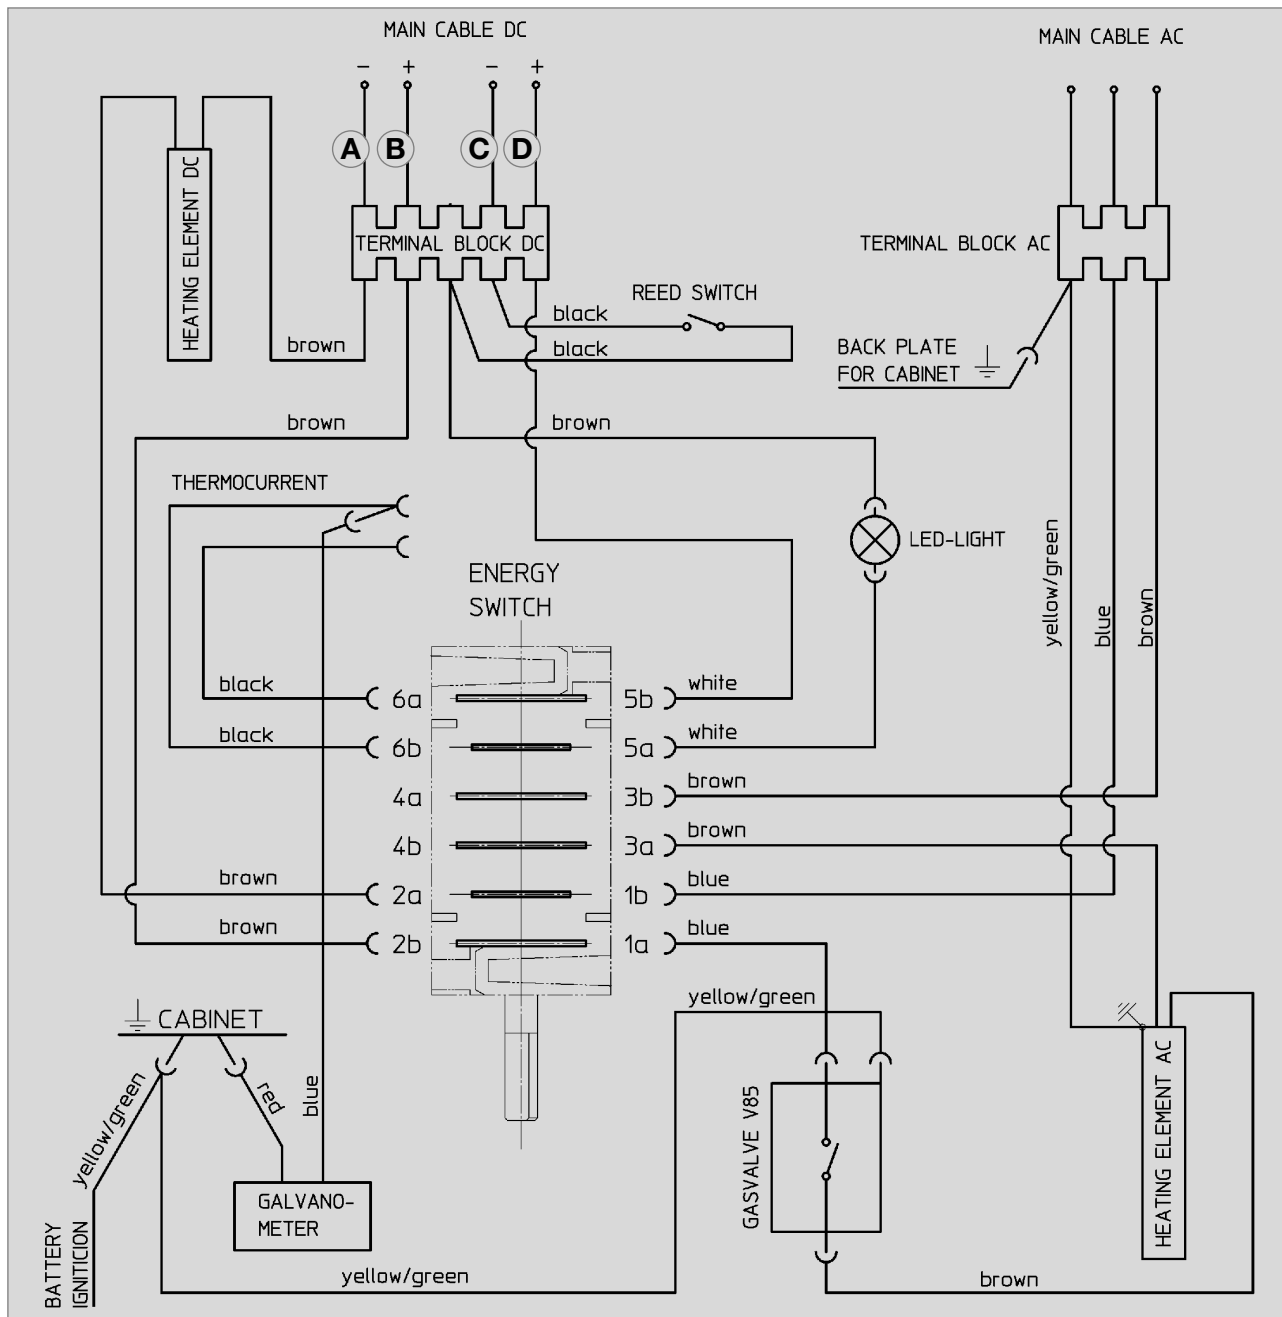 MAIN CABLE DC
MAIN CABLE AC
− + − +
A B C D
HEATING ELEMENT DC
TERMINAL BLOCK DC
TERMINAL BLOCK AC
REED SWITCH
black
black
brown
BACK PLATE
FOR CABINET
brown
brown
THERMOCURRENT
LED-LIGHT
ENERGY
SWITCH
yellow/green
blue
brown
black
6a
5b
white
black
6b
5a
white
4a
3b
brown
4b
3a
brown
brown
2a
1b
blue
brown
2b
1a
blue
yellow/green
CABINET
yellow/green
red
blue
GASVALVE V85
HEATING ELEMENT AC
GALVANO-
METER
BATTERY
IGNITICION
yellow/green
brown